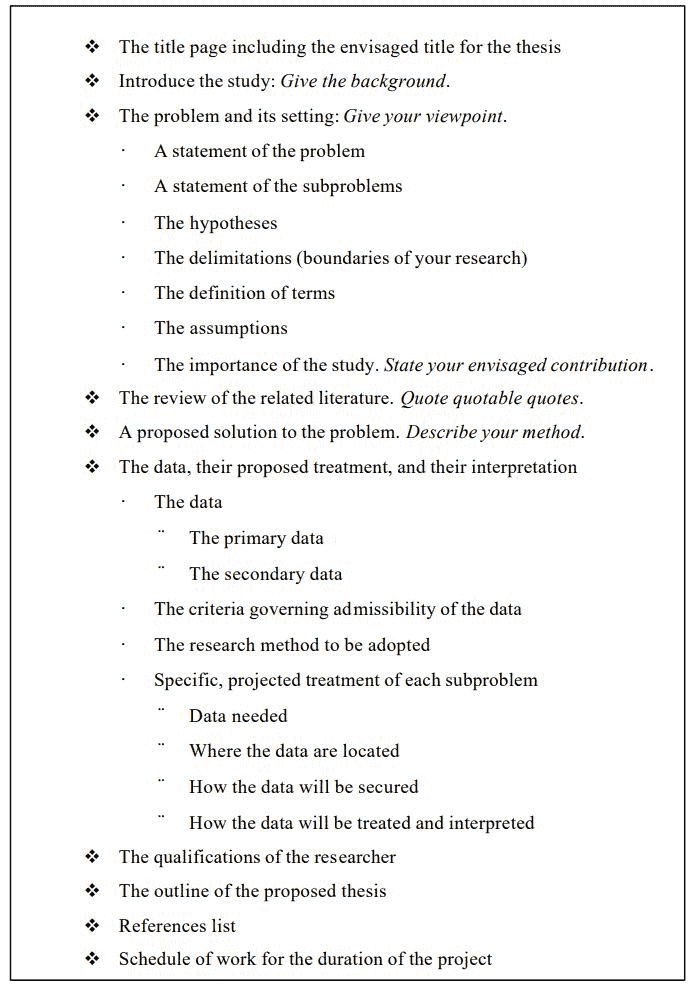 ❖ The title page including the envisaged title for the thesis
❖ Introduce the study: Give the background.
❖ The problem and its setting: Give your viewpoint.
· A statement of the problem
· A statement of the subproblems
· The hypotheses
· The delimitations (boundaries of your research)
· The definition of terms
· The assumptions
· The importance of the study. State your envisaged contribution.
❖ The review of the related literature. Quote quotable quotes.
❖ A proposed solution to the problem. Describe your method.
❖ The data, their proposed treatment, and their interpretation
· The data
¨ The primary data
¨ The secondary data
· The criteria governing admissibility of the data
· The research method to be adopted
· Specific, projected treatment of each subproblem
¨ Data needed
¨ Where the data are located
¨ How the data will be secured
¨ How the data will be treated and interpreted
❖ The qualifications of the researcher
❖ The outline of the proposed thesis
❖ References list
❖ Schedule of work for the duration of the project